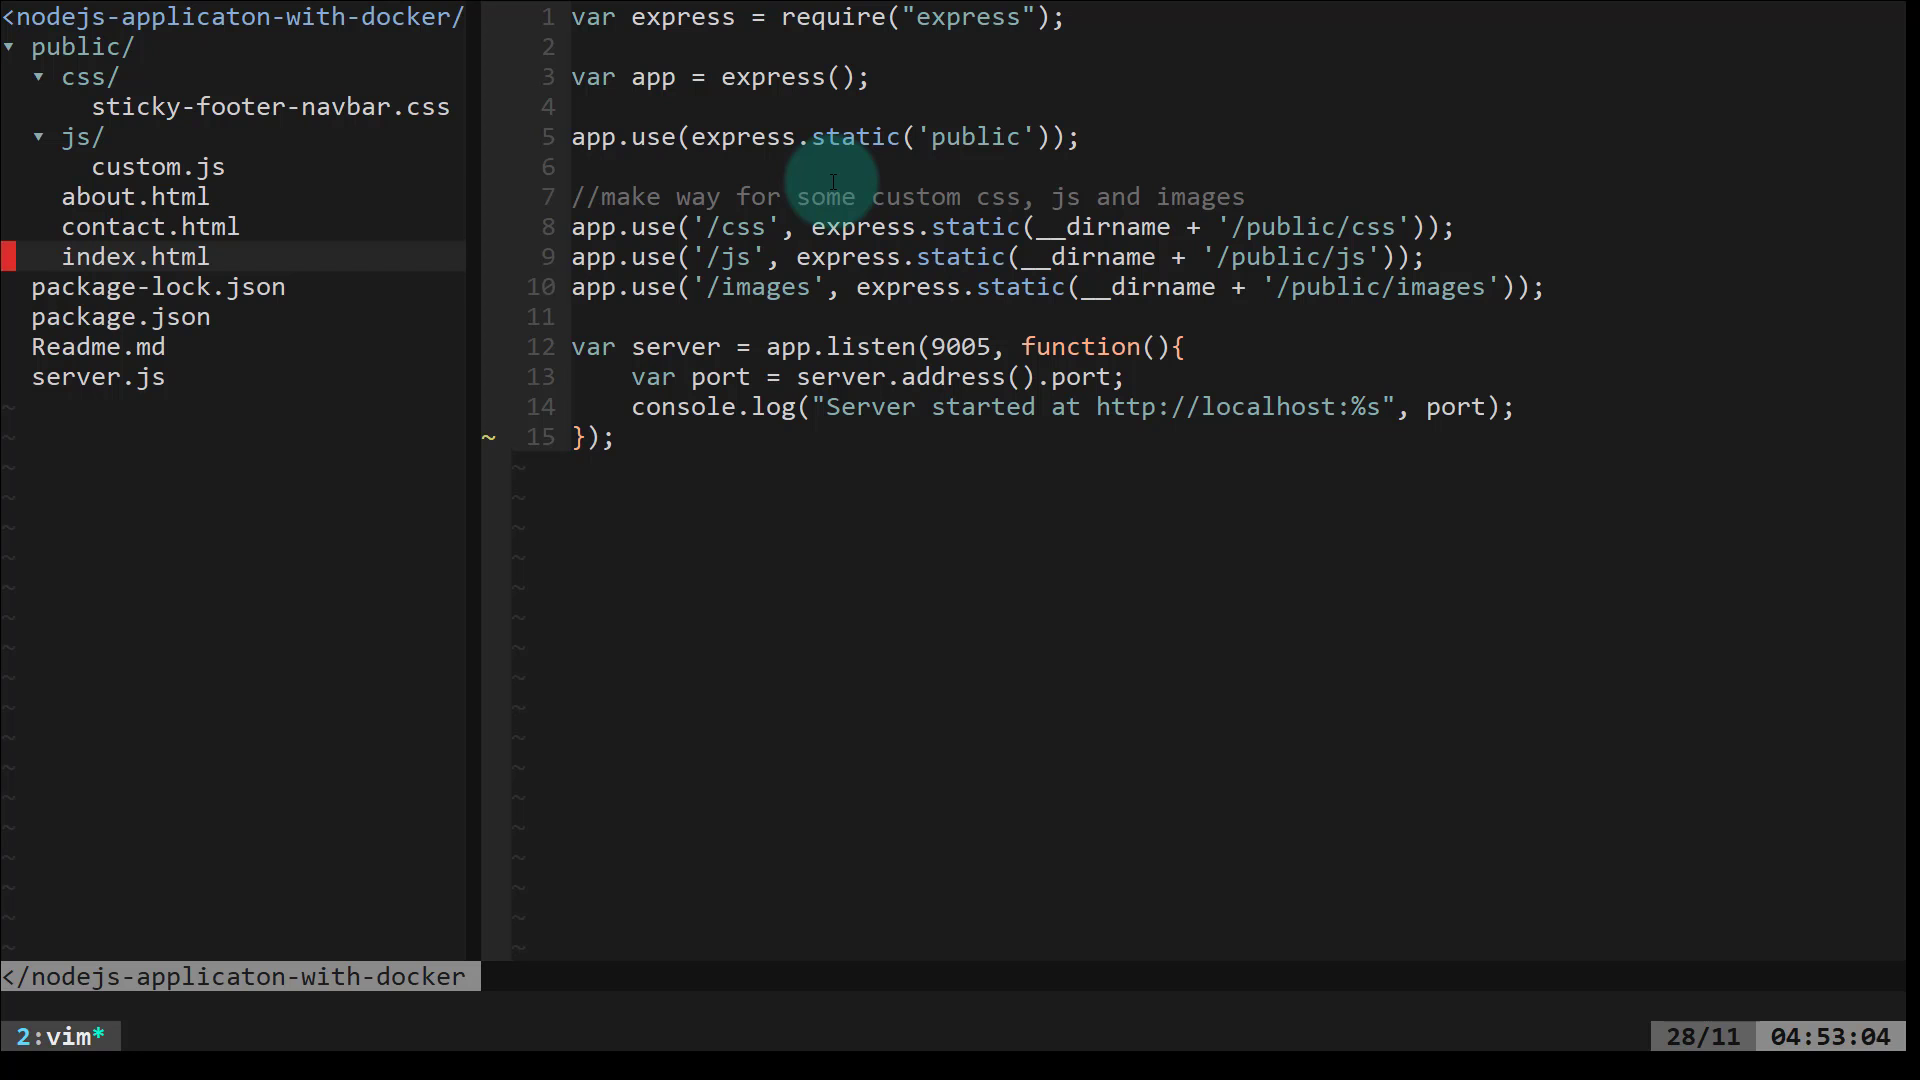 <nodejs-applicaton-with-docker/
▾ public/
▾ css/
sticky-footer-navbar.css
▾ js/
custom.js
about.html
contact.html
index.html
package-lock.json
package.json
Readme.md
server.js
</nodejs-applicaton-with-docker
1 var express = require("express");
2
3 var app = express();
4
5 app.use(express.static('public'));
6
7 //make way for some custom css, js and images
8 app.use('/css', express.static(__dirname + '/public/css'));
9 app.use('/js', express.static(__dirname + '/public/js'));
10 app.use('/images', express.static(__dirname + '/public/images'));
11
12 var server = app.listen(9005, function(){
13     var port = server.address().port;
14     console.log("Server started at http://localhost:%s", port);
~ 15 });
2:vim*
28/11 04:53:04